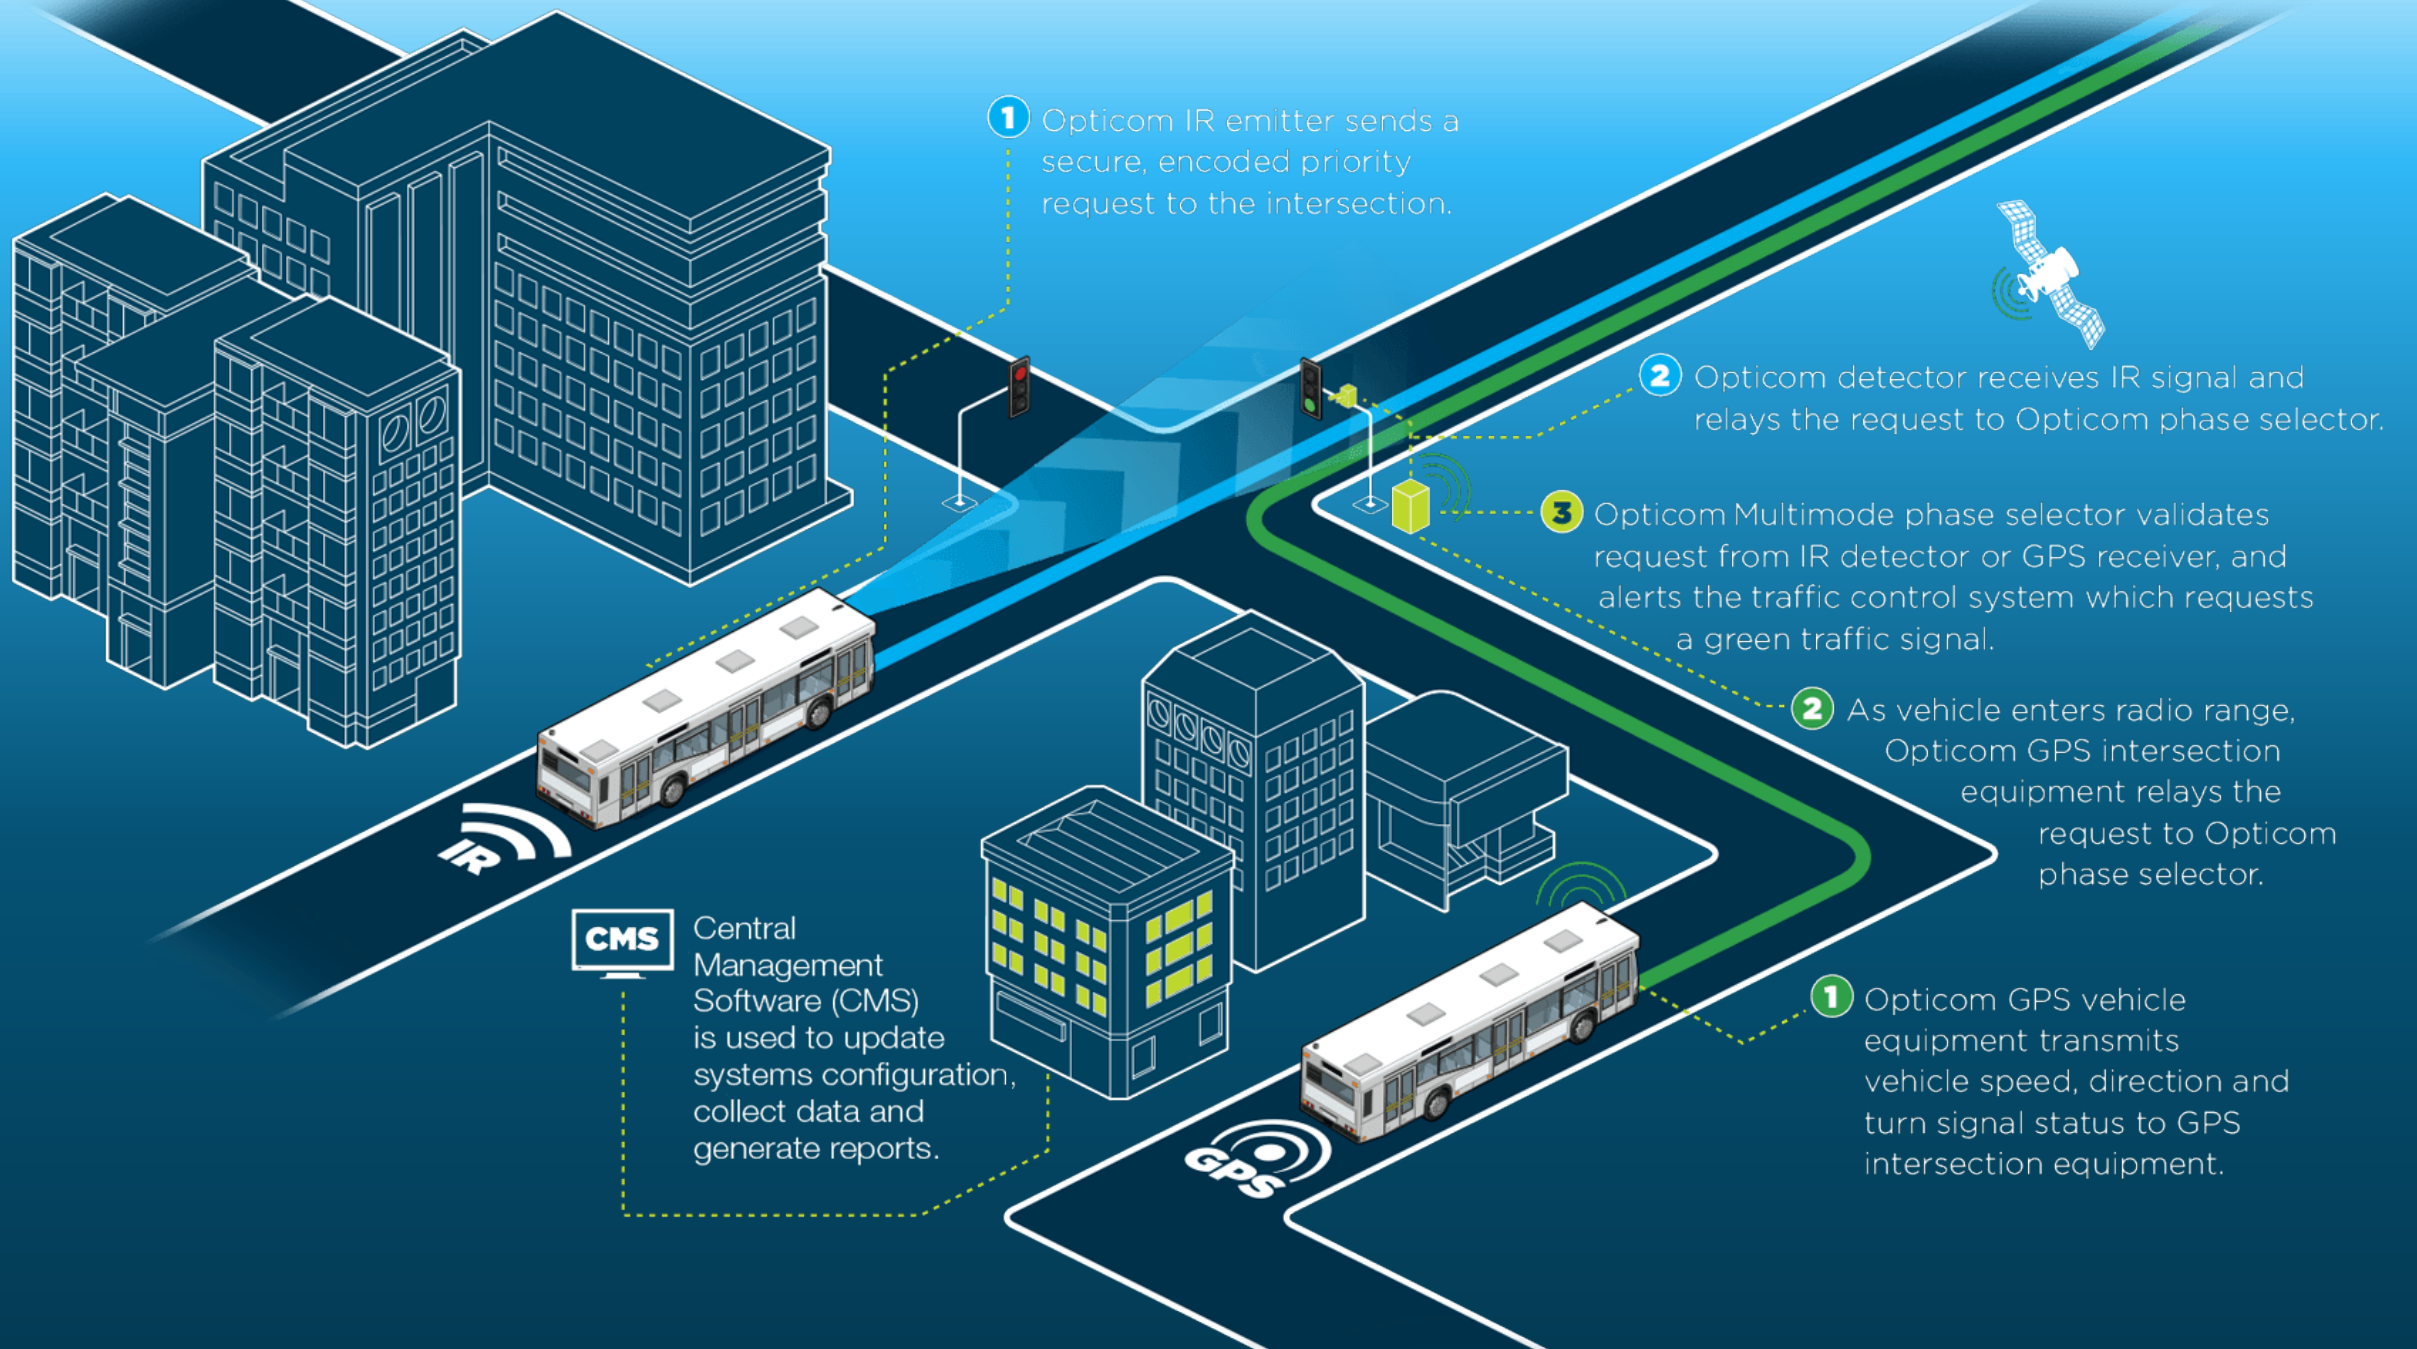 1 Opticom IR emitter sends a
secure, encoded priority
request to the intersection.
2 Opticom detector receives IR signal and
relays the request to Opticom phase selector.
3 Opticom Multimode phase selector validates
request from IR detector or GPS receiver, and
alerts the traffic control system which requests
a green traffic signal.
2 As vehicle enters radio range,
Opticom GPS intersection
equipment relays the
request to Opticom
phase selector.
IR
CMS
Central
Management
Software (CMS)
is used to update
systems configuration,
collect data and
generate reports.
1 Opticom GPS vehicle
equipment transmits
vehicle speed, direction and
turn signal status to GPS
intersection equipment.
GPS